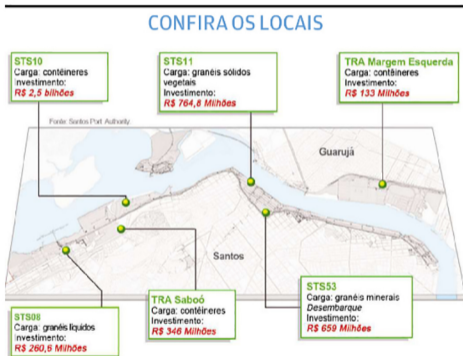 CONFIRA OS LOCAIS
STS10
Carga: contêineres
Investimento:
R$ 2,5 bilhões
STS11
Carga: granéis sólidos
vegetais
Investimento:
R$ 764,8 Milhões
TRA Margem Esquerda
Carga: contêineres
Investimento:
R$ 133 Milhões
Fonte: Santos Port Authority
Guarujá
Santos
STS08
Carga: granéis líquidos
Investimento:
R$ 260,6 Milhões
TRA Saboó
Carga: contêineres
Investimento:
R$ 346 Milhões
STS53
Carga: granéis minerais
Desembarque
Investimento:
R$ 659 Milhões